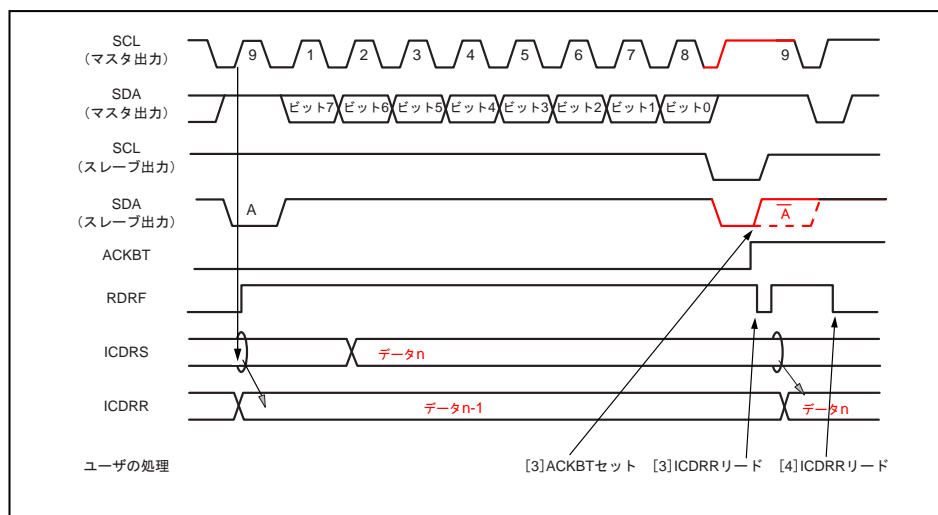 SCL
(マスタ出力)
9 1 2 3 4 5 6 7 8 9
SDA
(マスタ出力)
ビット7 ビット6 ビット5 ビット4 ビット3 ビット2 ビット1 ビット0
SCL
(スレーブ出力)
SDA
(スレーブ出力)
A A̅
ACKBT
RDRF
ICDRS
データn
ICDRR
データn-1 データn
ユーザの処理
[3]ACKBTセット [3]ICDRRリード [4]ICDRRリード